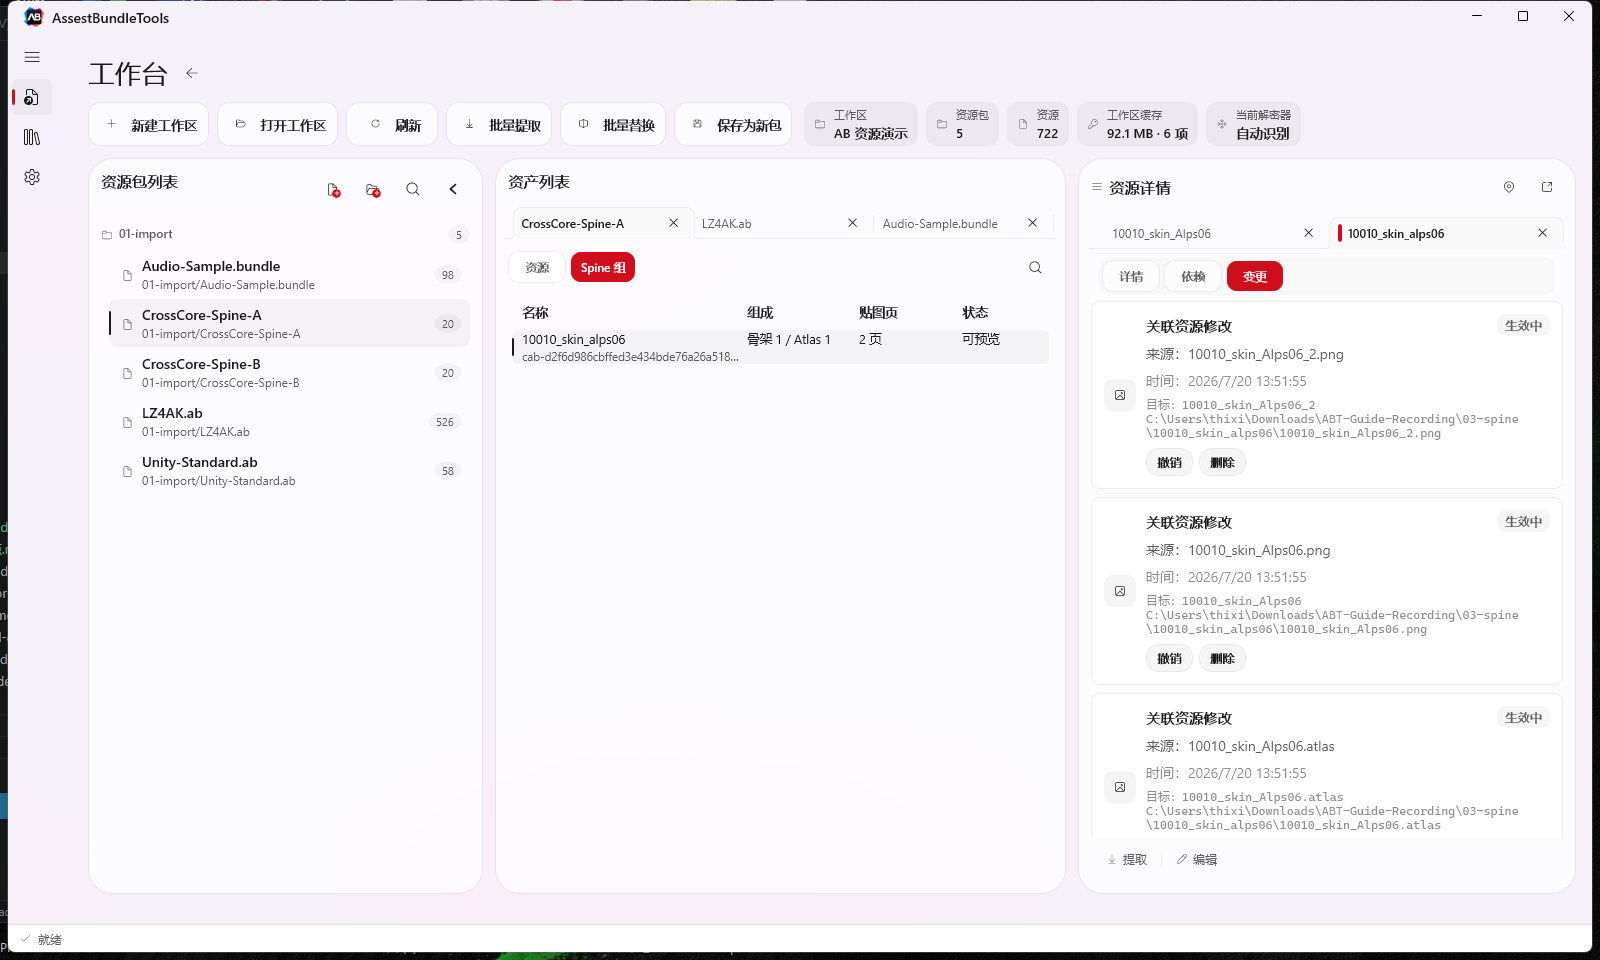 AssestBundleTools
工作台
新建工作区
打开工作区
刷新
批量提取
批量替换
保存为新包
工作区
AB 资源演示
资源包
5
资源
722
工作区缓存
92.1 MB · 6 项
当前解密器
自动识别
资源包列表
01-import
5
Audio-Sample.bundle
01-import/Audio-Sample.bundle
98
CrossCore-Spine-A
01-import/CrossCore-Spine-A
20
CrossCore-Spine-B
01-import/CrossCore-Spine-B
20
LZ4AK.ab
01-import/LZ4AK.ab
526
Unity-Standard.ab
01-import/Unity-Standard.ab
58
资产列表
CrossCore-Spine-A
LZ4AK.ab
Audio-Sample.bundle
资源
Spine 组
名称 组成 贴图页 状态
10010_skin_alps06 骨架 1 / Atlas 1 2 页 可预览
cab-d2f6d986cbffed3e434bde76a26a518...
资源详情
10010_skin_Alps06
10010_skin_alps06
详情
依赖
变更
关联资源修改
生效中
来源：10010_skin_Alps06_2.png
时间：2026/7/20 13:51:55
目标: 10010_skin_Alps06_2
C:\Users\thixi\Downloads\ABT-Guide-Recording\03-spine
\10010_skin_alps06\10010_skin_Alps06_2.png
撤销
删除
关联资源修改
生效中
来源：10010_skin_Alps06.png
时间：2026/7/20 13:51:55
目标: 10010_skin_Alps06
C:\Users\thixi\Downloads\ABT-Guide-Recording\03-spine
\10010_skin_alps06\10010_skin_Alps06.png
撤销
删除
关联资源修改
生效中
来源：10010_skin_Alps06.atlas
时间：2026/7/20 13:51:55
目标: 10010_skin_Alps06.atlas
C:\Users\thixi\Downloads\ABT-Guide-Recording\03-spine
\10010_skin_alps06\10010_skin_Alps06.atlas
提取
编辑
就绪